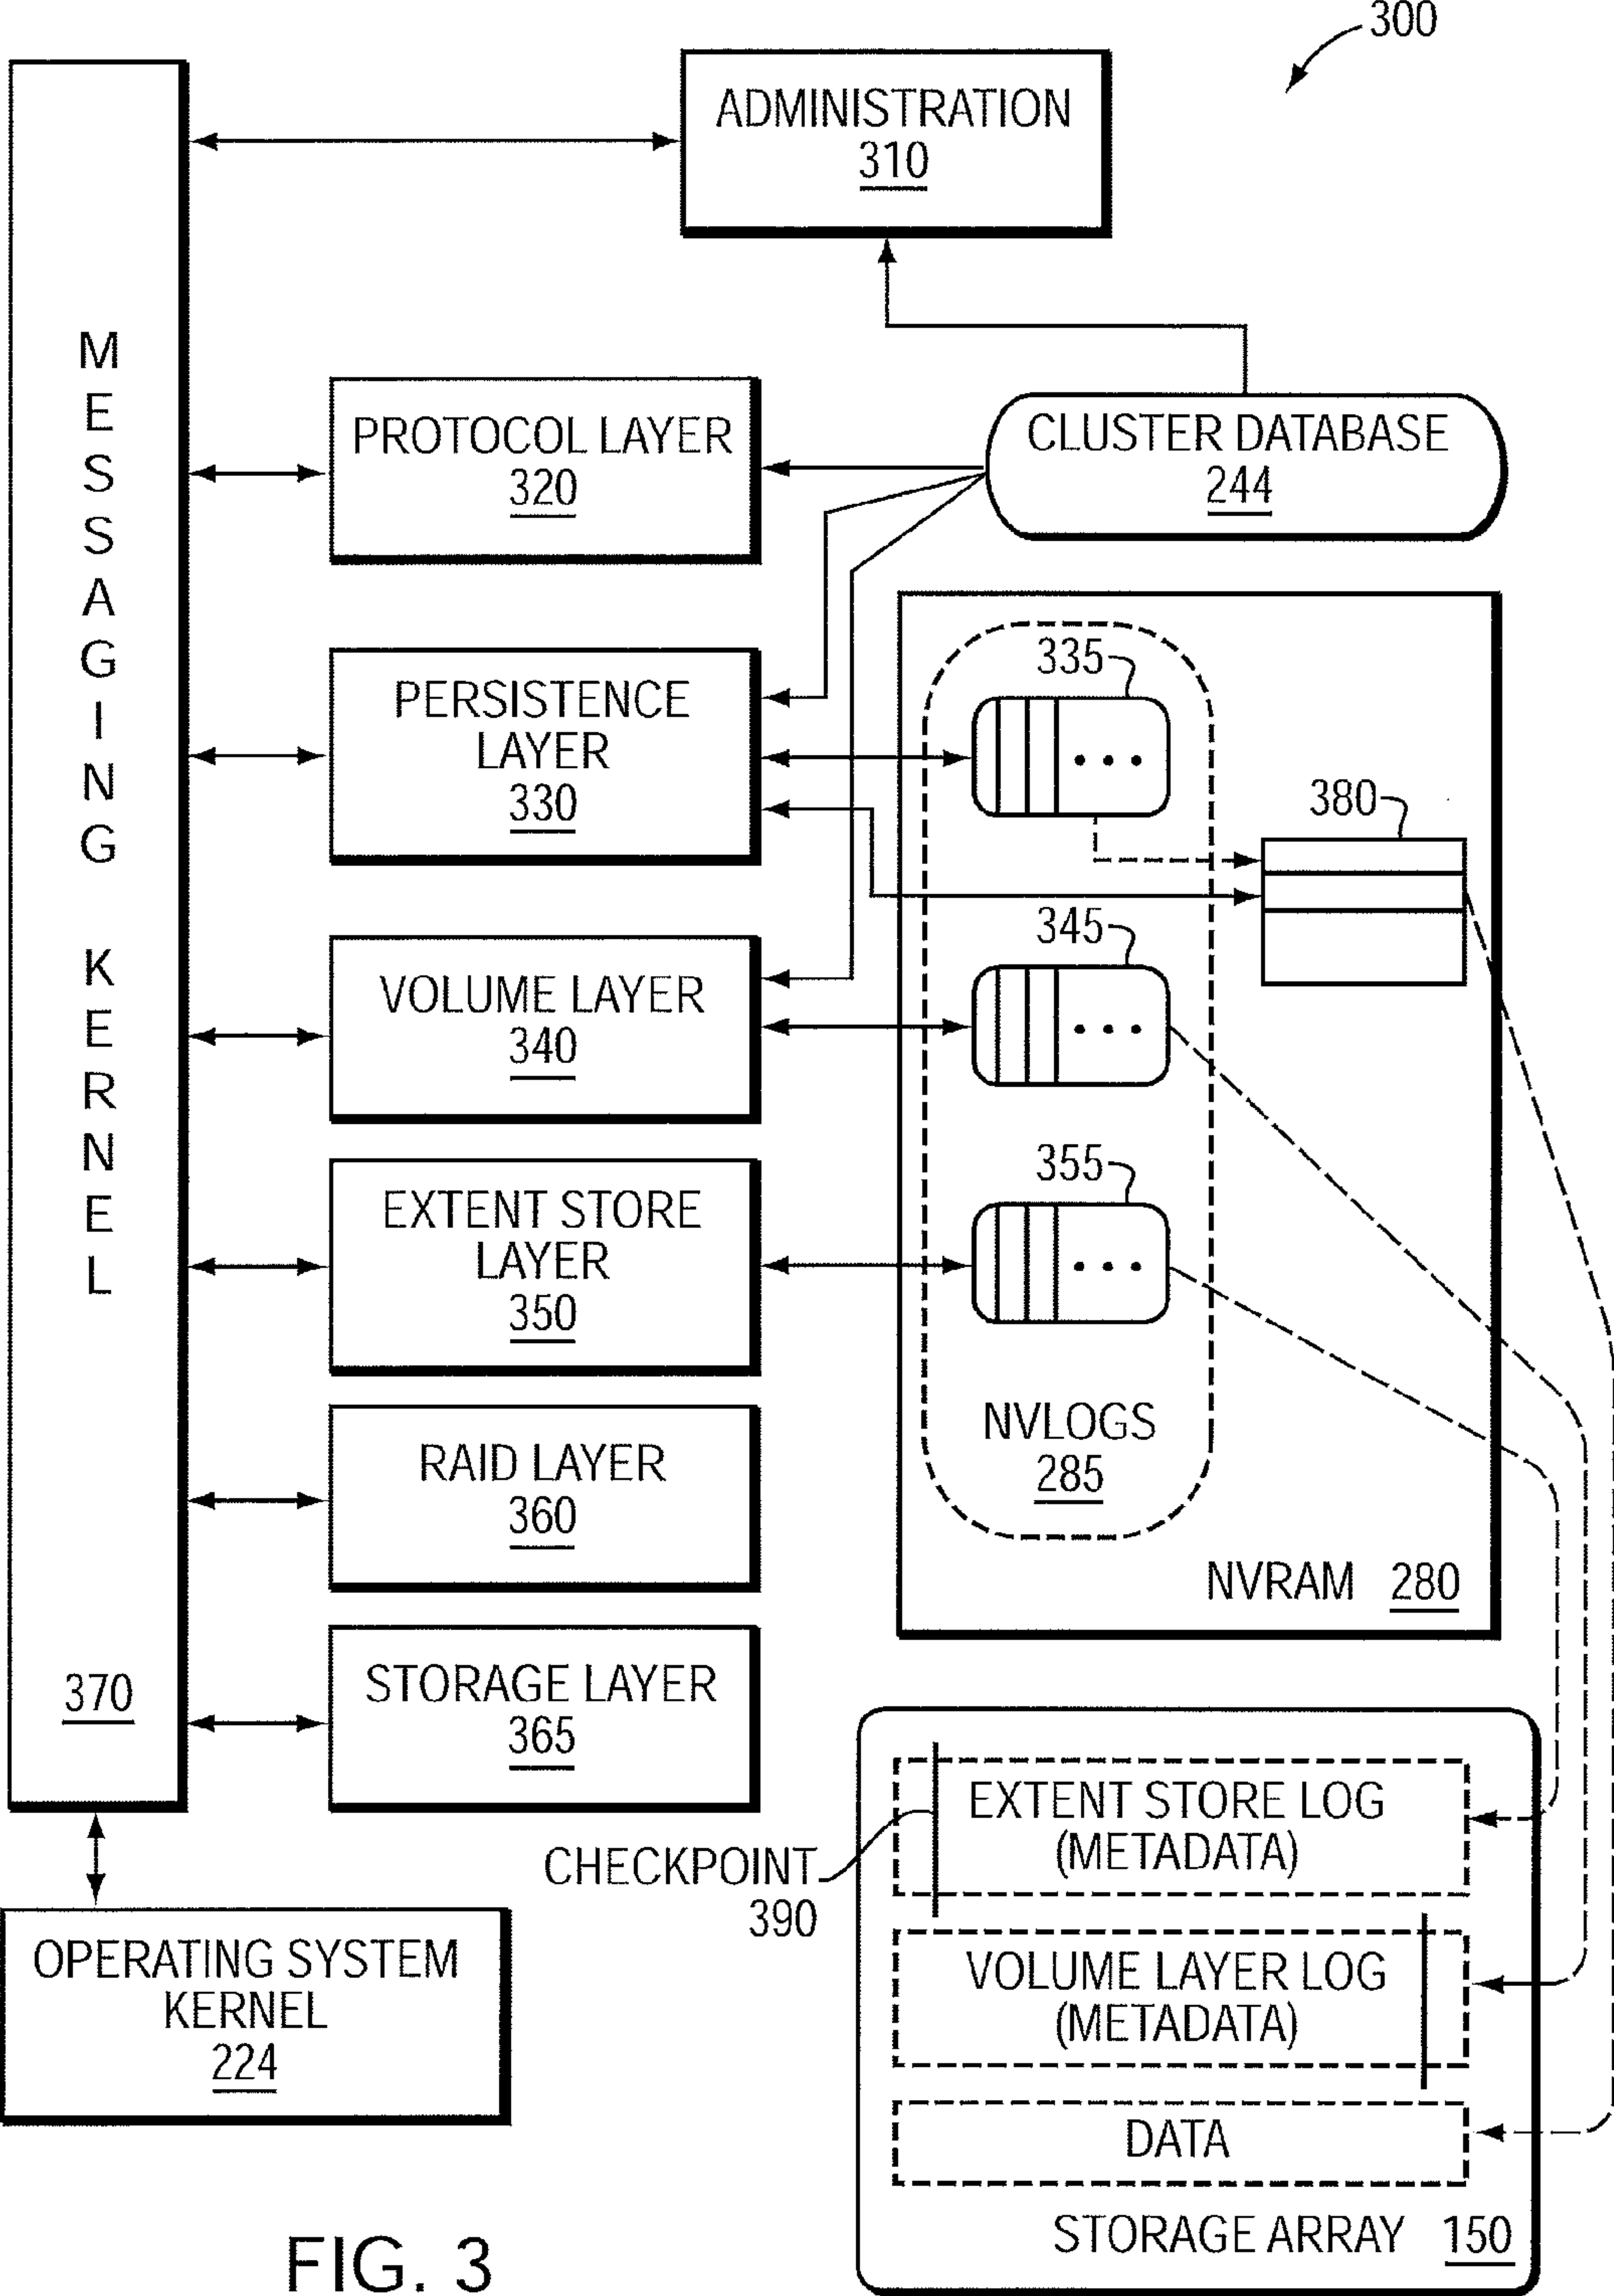 300
ADMINISTRATION
310
MESSAGING KERNEL
370
PROTOCOL LAYER
320
CLUSTER DATABASE
244
PERSISTENCE
LAYER
330
335
380
VOLUME LAYER
340
345
EXTENT STORE
LAYER
350
355
NVLOGS
285
RAID LAYER
360
NVRAM 280
STORAGE LAYER
365
EXTENT STORE LOG
(METADATA)
CHECKPOINT
390
OPERATING SYSTEM
KERNEL
224
VOLUME LAYER LOG
(METADATA)
DATA
STORAGE ARRAY 150
FIG. 3